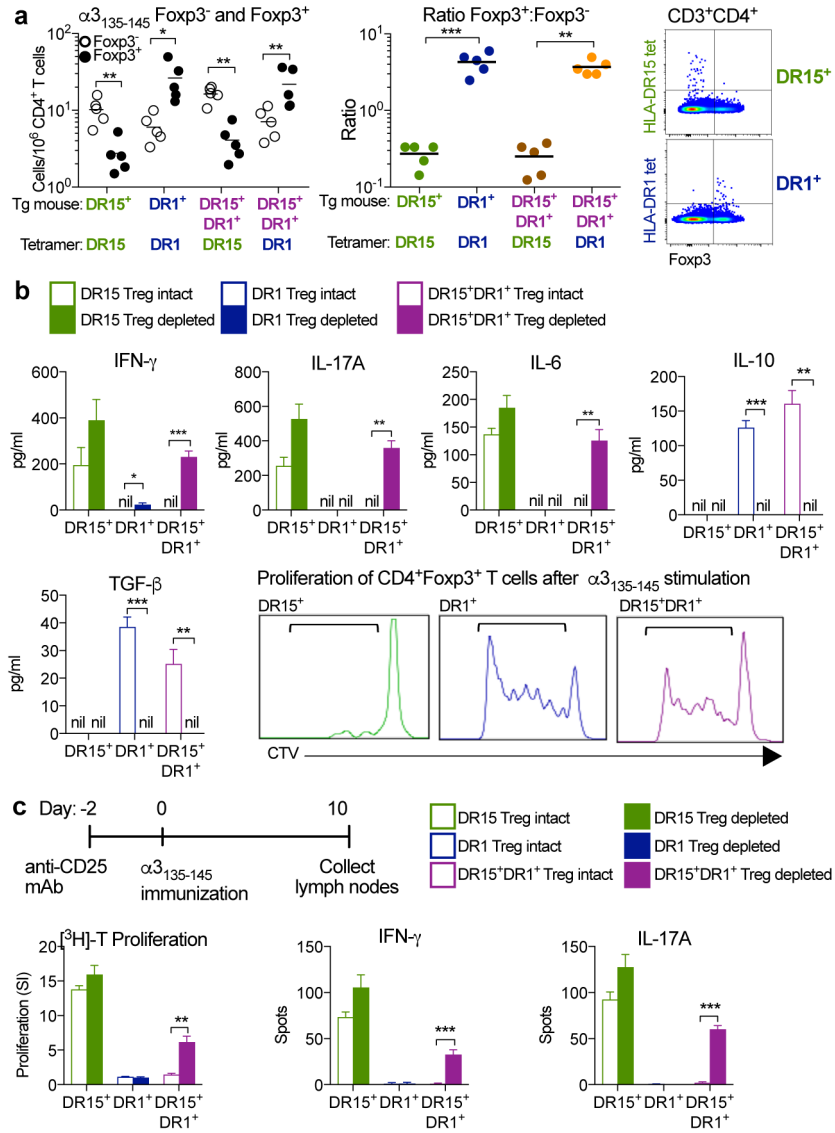 a
α3₁₃₅₋₁₄₅ Foxp3⁻ and Foxp3⁺
Foxp3⁻
Foxp3⁺
Cells/10⁶ CD4⁺ T cells
10²
10¹
10⁰
** * ** **
Tg mouse: DR15⁺ DR1⁺ DR15⁺ DR1⁺ DR15⁺ DR1⁺
Tetramer: DR15 DR1 DR15 DR1
Ratio Foxp3⁺:Foxp3⁻
Ratio
10¹
10⁰
10⁻¹
*** **
Tg mouse: DR15⁺ DR1⁺ DR15⁺ DR1⁺ DR15⁺ DR1⁺
Tetramer: DR15 DR1 DR15 DR1
CD3⁺CD4⁺
HLA-DR15 tet
DR15⁺
HLA-DR1 tet
DR1⁺
Foxp3
b
DR15 Treg intact
DR15 Treg depleted
DR1 Treg intact
DR1 Treg depleted
DR15⁺DR1⁺ Treg intact
DR15⁺DR1⁺ Treg depleted
IFN-γ
pg/ml
600
400
200
0
* ***
nil nil
DR15⁺ DR1⁺ DR15⁺
DR1⁺
IL-17A
pg/ml
800
600
400
200
0
**
nil nil nil
DR15⁺ DR1⁺ DR15⁺
DR1⁺
IL-6
pg/ml
250
200
150
100
50
0
**
nil nil nil
DR15⁺ DR1⁺ DR15⁺
DR1⁺
IL-10
pg/ml
200
150
100
50
0
*** **
nil nil nil nil
DR15⁺ DR1⁺ DR15⁺
DR1⁺
TGF-β
pg/ml
50
40
30
20
10
0
*** **
nil nil nil nil
DR15⁺ DR1⁺ DR15⁺
DR1⁺
Proliferation of CD4⁺Foxp3⁺ T cells after α3₁₃₅₋₁₄₅ stimulation
DR15⁺ DR1⁺ DR15⁺DR1⁺
CTV
c
Day: -2 0 10
anti-CD25
mAb
α3₁₃₅₋₁₄₅
immunization
Collect
lymph nodes
DR15 Treg intact
DR15 Treg depleted
DR1 Treg intact
DR1 Treg depleted
DR15⁺DR1⁺ Treg intact
DR15⁺DR1⁺ Treg depleted
[³H]-T Proliferation
Proliferation (SI)
20
15
10
5
0
**
DR15⁺ DR1⁺ DR15⁺
DR1⁺
IFN-γ
Spots
150
100
50
0
***
DR15⁺ DR1⁺ DR15⁺
DR1⁺
IL-17A
Spots
150
100
50
0
***
DR15⁺ DR1⁺ DR15⁺
DR1⁺